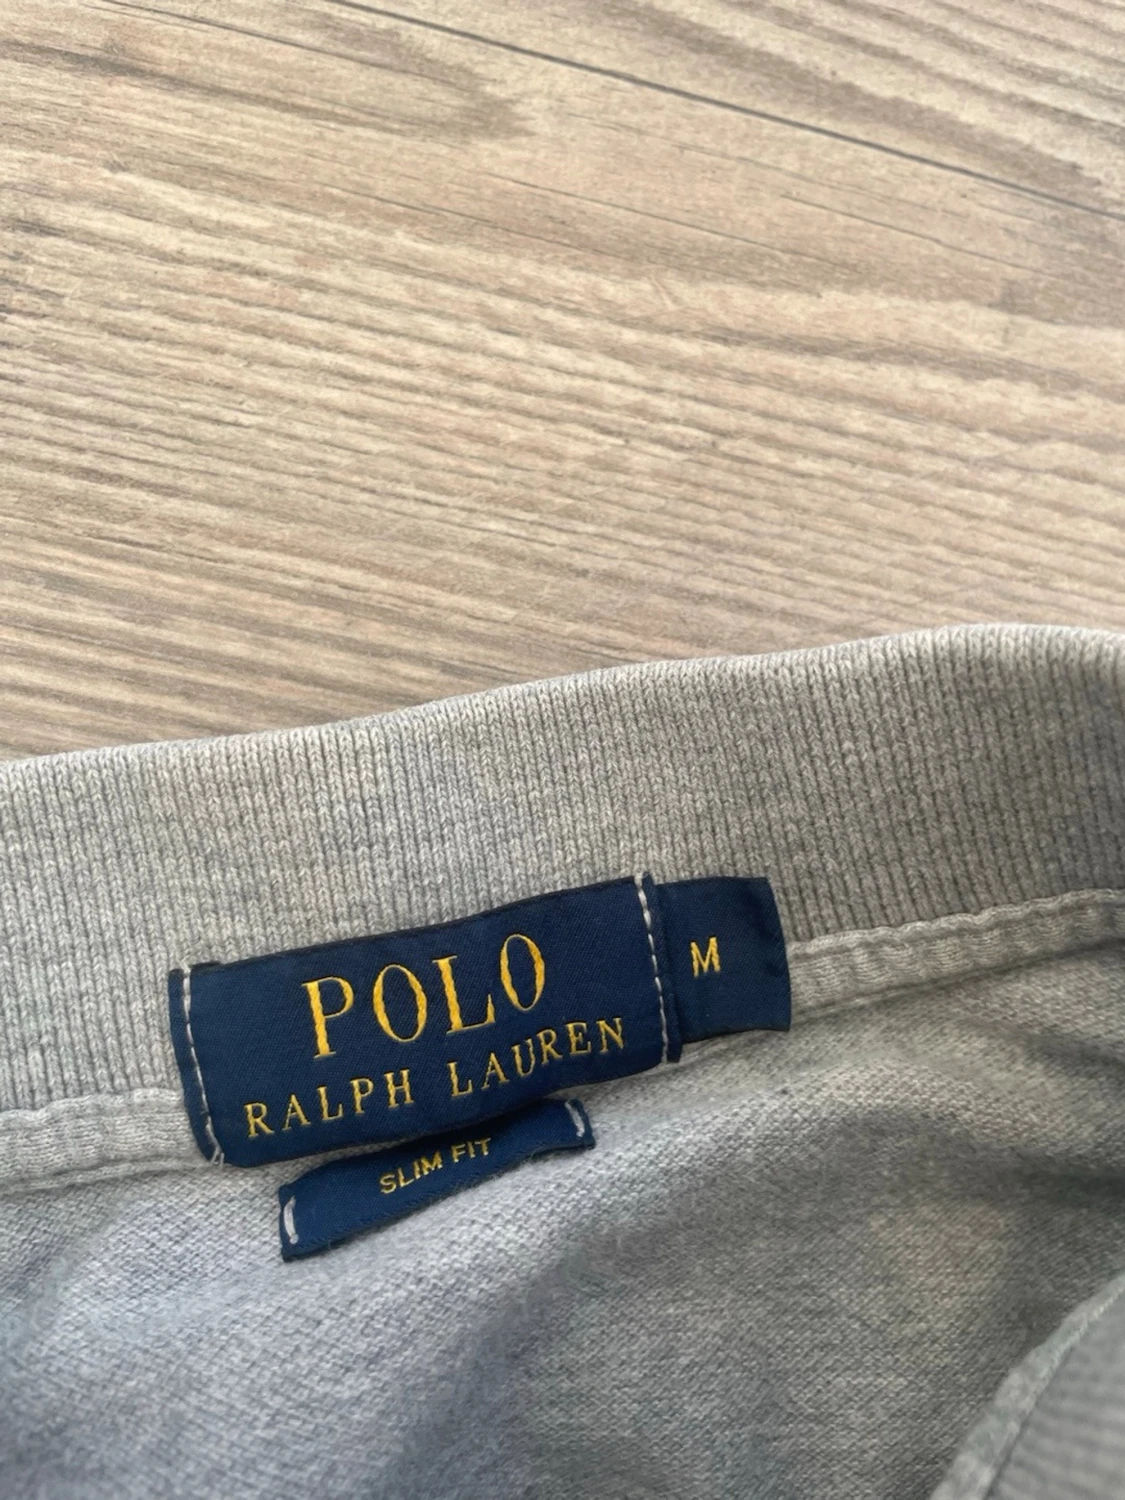 POLO
RALPH LAUREN
M
SLIM FIT